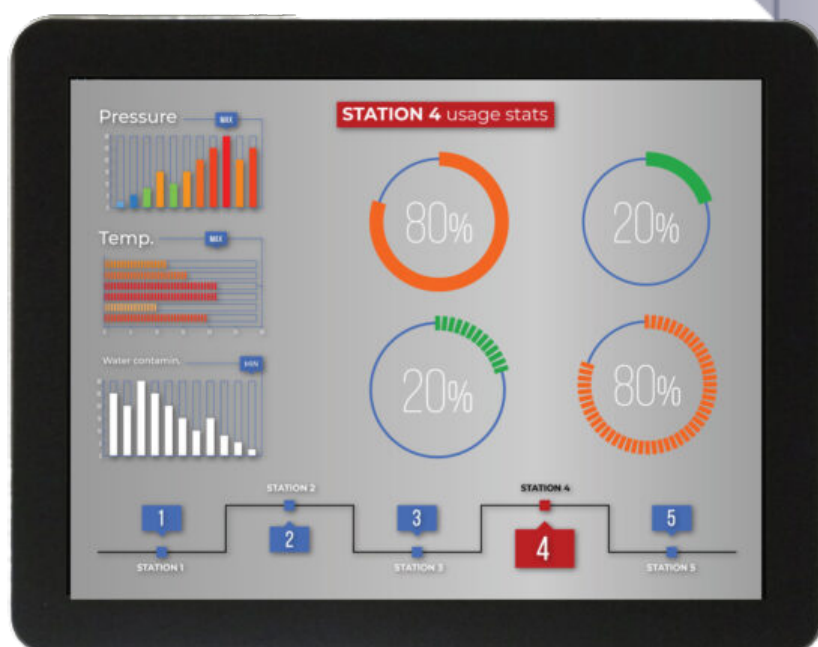 Pressure
MAX
STATION 4 usage stats
80%
20%
Temp.
MAX
Water contamin.
MIN
20%
80%
STATION 2
STATION 4
1
3
5
2
4
STATION 1
STATION 3
STATION 5